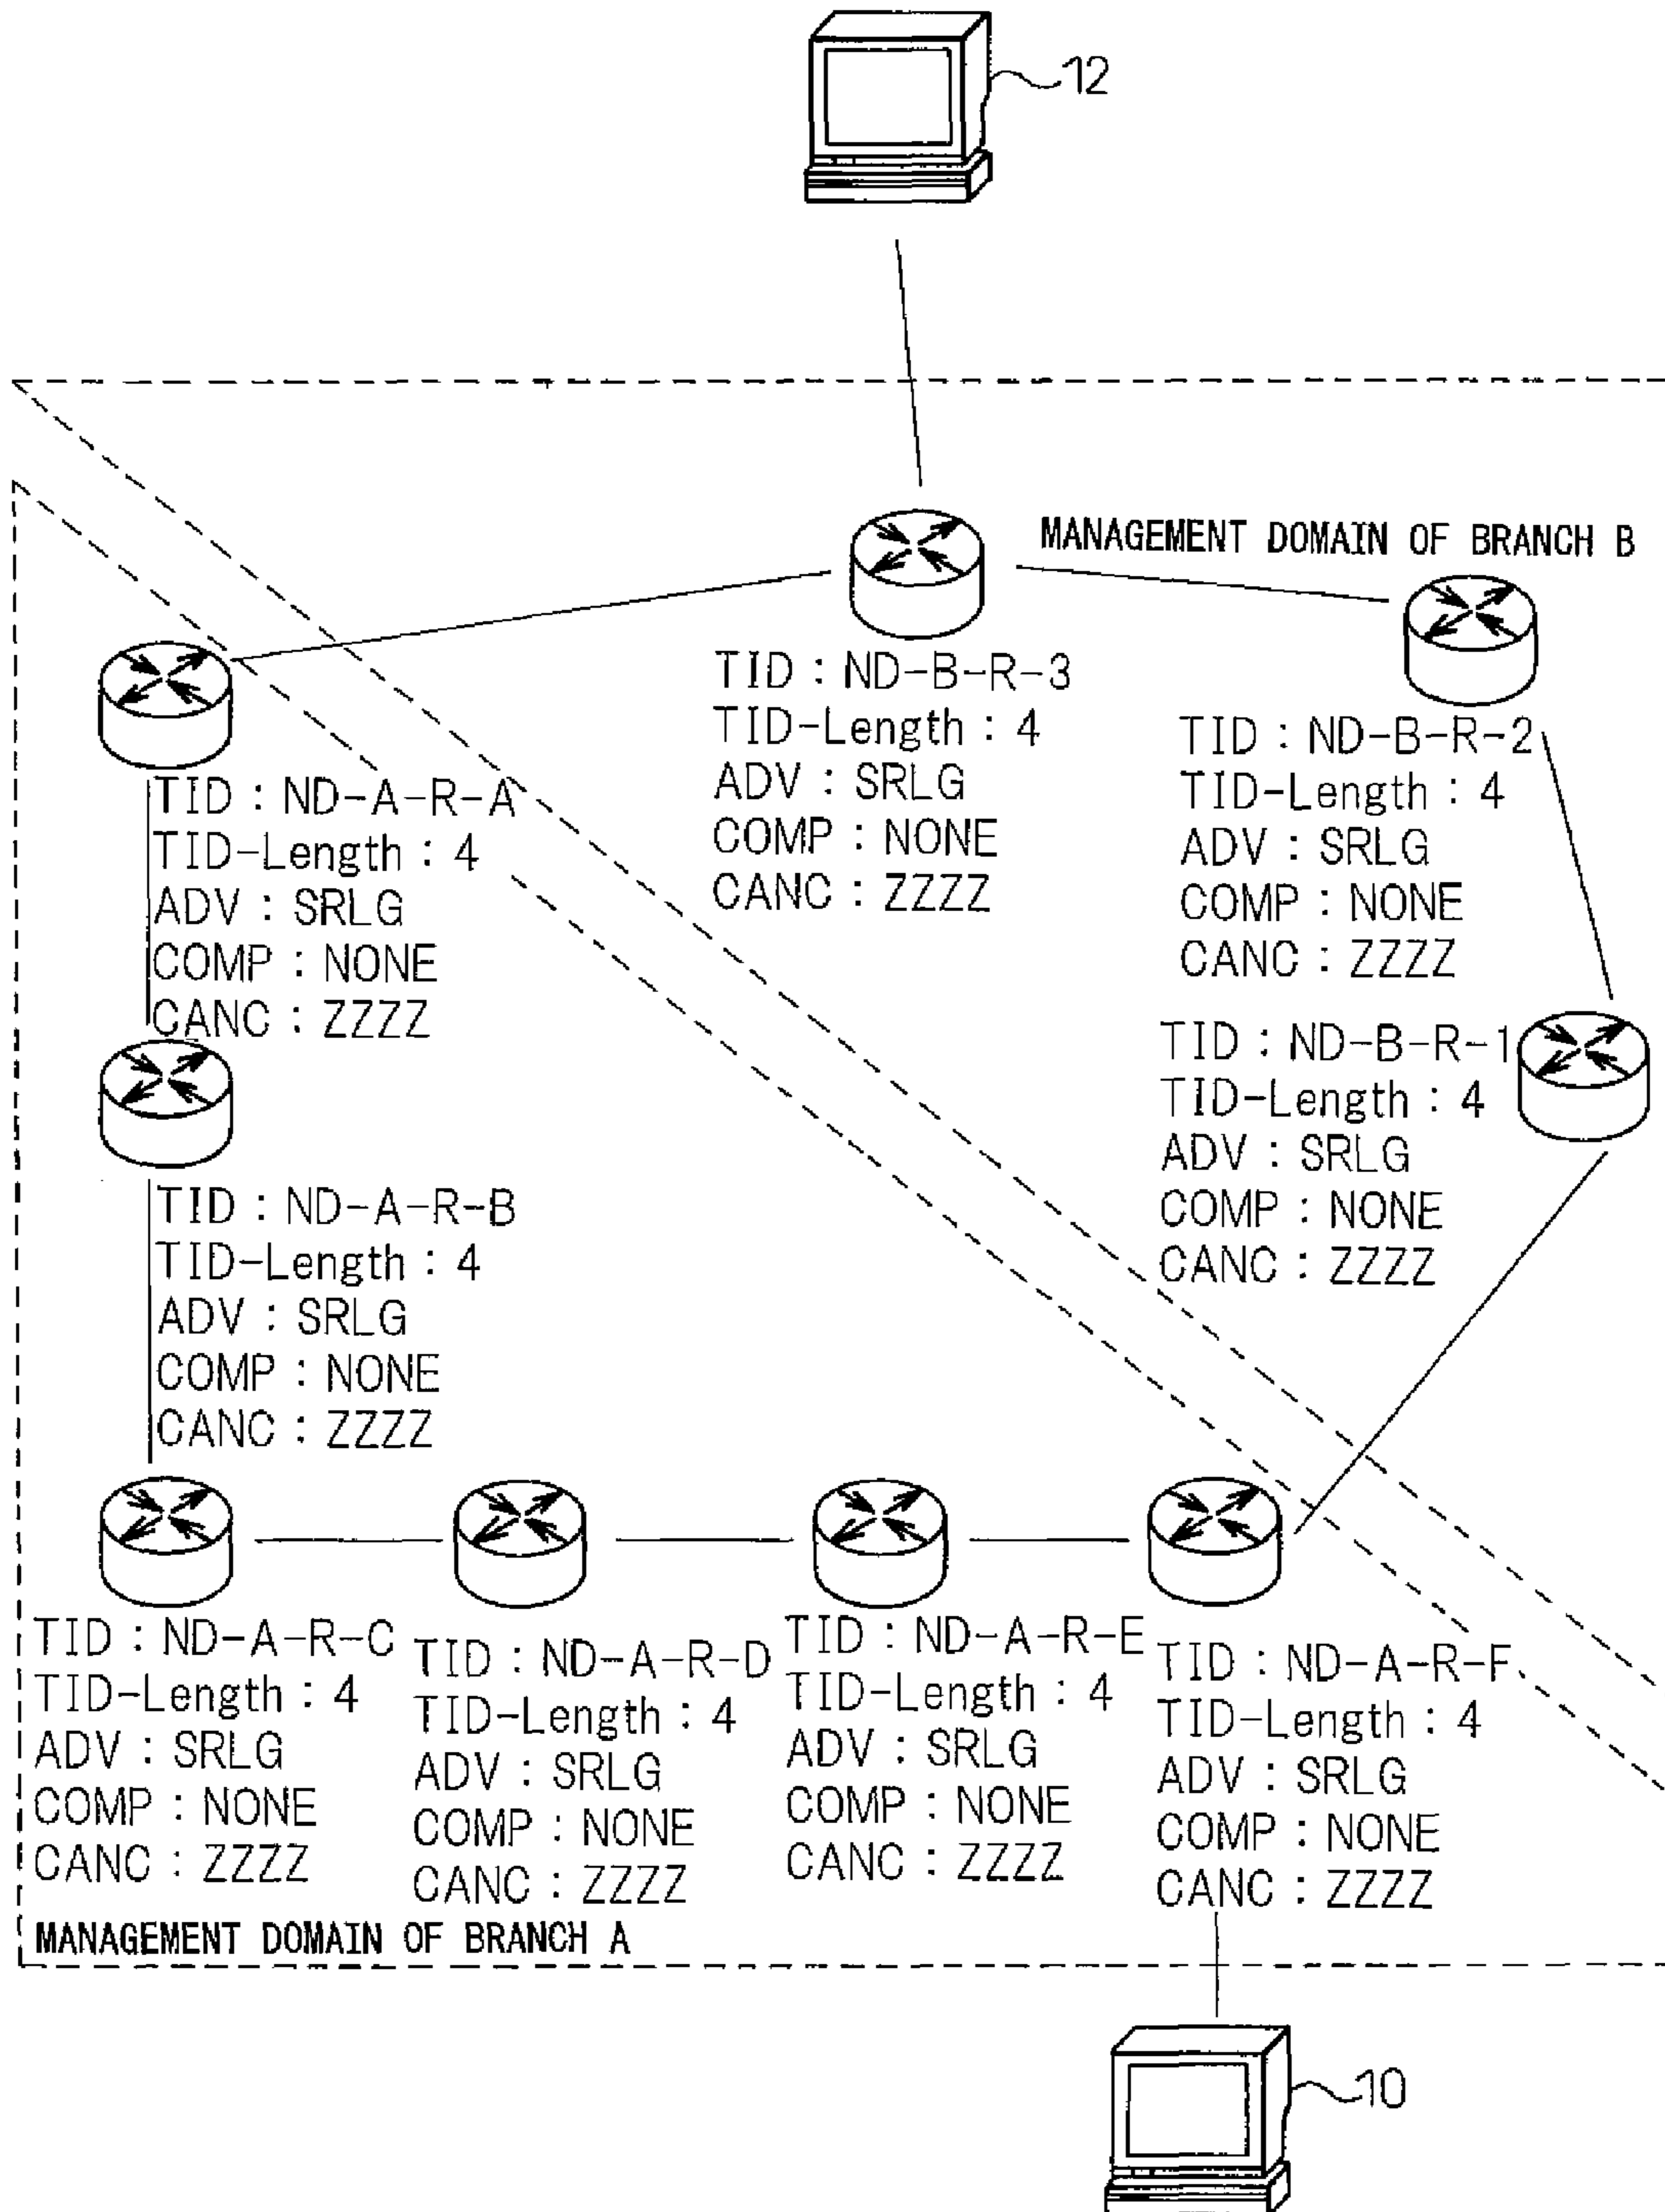 12
MANAGEMENT DOMAIN OF BRANCH B
TID : ND-B-R-3
TID-Length : 4
ADV : SRLG
COMP : NONE
CANC : ZZZZ
TID : ND-B-R-2
TID-Length : 4
ADV : SRLG
COMP : NONE
CANC : ZZZZ
TID : ND-A-R-A
TID-Length : 4
ADV : SRLG
COMP : NONE
CANC : ZZZZ
TID : ND-B-R-1
TID-Length : 4
ADV : SRLG
COMP : NONE
CANC : ZZZZ
TID : ND-A-R-B
TID-Length : 4
ADV : SRLG
COMP : NONE
CANC : ZZZZ
TID : ND-A-R-C
TID-Length : 4
ADV : SRLG
COMP : NONE
CANC : ZZZZ
TID : ND-A-R-D
TID-Length : 4
ADV : SRLG
COMP : NONE
CANC : ZZZZ
TID : ND-A-R-E
TID-Length : 4
ADV : SRLG
COMP : NONE
CANC : ZZZZ
TID : ND-A-R-F
TID-Length : 4
ADV : SRLG
COMP : NONE
CANC : ZZZZ
MANAGEMENT DOMAIN OF BRANCH A
10